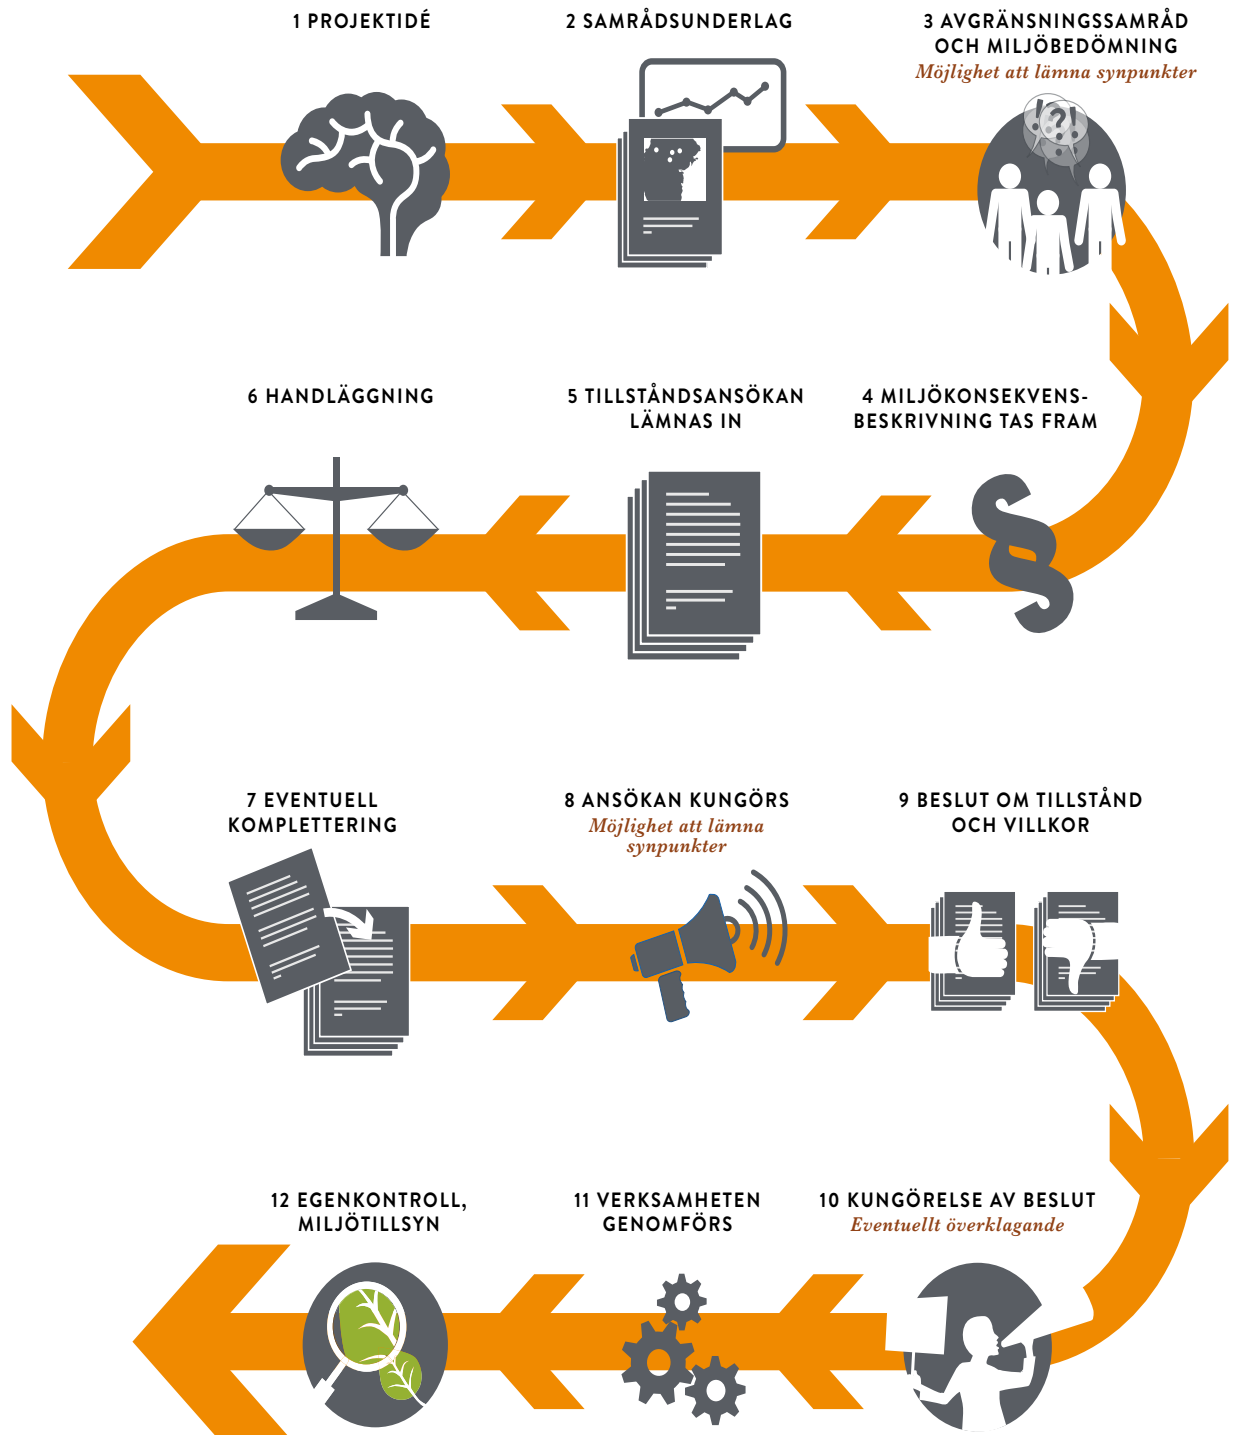 1 PROJEKTIDÉ
2 SAMRÅDSUNDERLAG
3 AVGRÄNSNINGSSAMRÅD
OCH MILJÖBEDÖMNING
Möjlighet att lämna synpunkter
!?!
6 HANDLÄGGNING
5 TILLSTÅNDSANSÖKAN
LÄMNAS IN
4 MILJÖKONSEKVENS-
BESKRIVNING TAS FRAM
§
7 EVENTUELL
KOMPLETTERING
8 ANSÖKAN KUNGÖRS
Möjlighet att lämna
synpunkter
9 BESLUT OM TILLSTÅND
OCH VILLKOR
12 EGENKONTROLL,
MILJÖTILLSYN
11 VERKSAMHETEN
GENOMFÖRS
10 KUNGÖRELSE AV BESLUT
Eventuellt överklagande